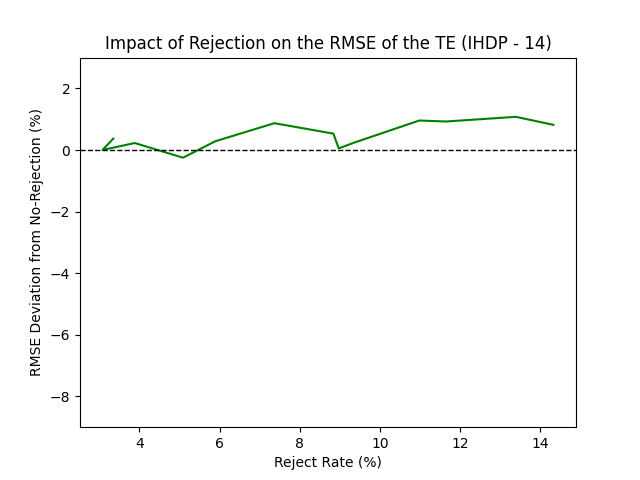 Impact of Rejection on the RMSE of the TE (IHDP - 14)
RMSE Deviation from No-Rejection (%)
2
0
−2
−4
−6
−8
4 6 8 10 12 14
Reject Rate (%)